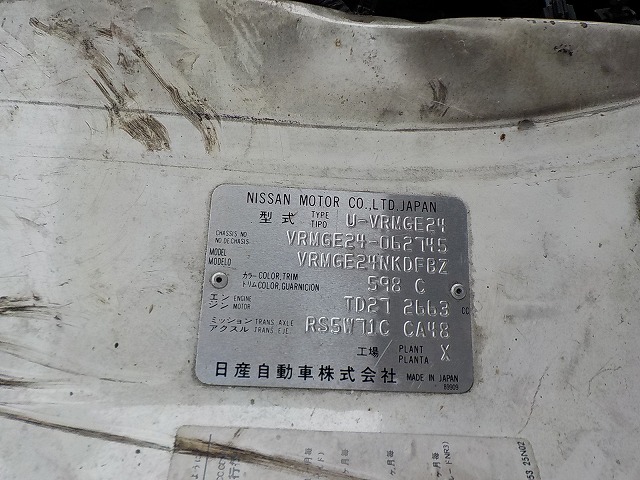 NISSAN MOTOR CO.,LTD.JAPAN
型式 TYPE TIPO U-VRMGE24
CHASSIS NO NO DE CHASIS VRMGE24-062745
MODEL MODELO VRMGE24NKDFBZ
カラー COLOR,TRIM トリム COLOR,GUARNICION 598 C
エンジン ENGINE MOTOR TD27 2663 CC
ミッション TRANS. AXLE アクスル TRANS. EJE. RS5W71C CA48
工場 / PLANT PLANTA X
日産自動車株式会社 MADE IN JAPAN
89909
53 25N02